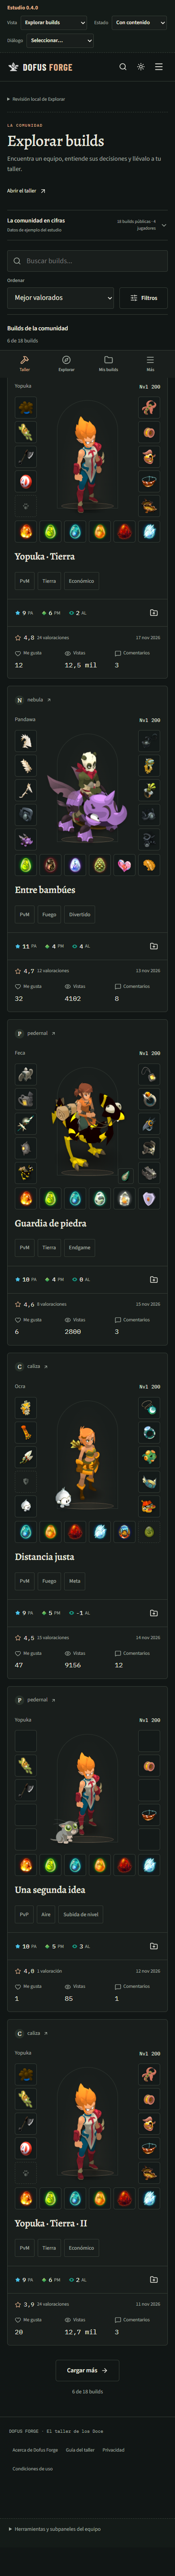 Estudio 0.4.0
Vista Explorar builds Estado Con contenido
Diálogo Seleccionar...
DOFUS FORGE
Revisión local de Explorar
LA COMUNIDAD
Explorar builds
Encuentra un equipo, entiende sus decisiones y llévalo a tu taller.
Abrir el taller
La comunidad en cifras
Datos de ejemplo del estudio
18 builds públicas · 4 jugadores
Buscar builds...
Ordenar
Mejor valorados
Filtros
Builds de la comunidad
6 de 18 builds
Taller Explorar Mis builds Más
Yopuka Nvl 200
Yopuka · Tierra
PvM Tierra Económico
9 PA 6 PM 2 AL
4,8 24 valoraciones 17 nov 2026
Me gusta Vistas Comentarios
12 12,5 mil 3
N nebula
Pandawa Nvl 200
Entre bambúes
PvM Fuego Divertido
11 PA 4 PM 4 AL
4,7 12 valoraciones 13 nov 2026
Me gusta Vistas Comentarios
32 4102 8
P pedernal
Feca Nvl 200
Guardia de piedra
PvM Tierra Endgame
10 PA 4 PM 0 AL
4,6 8 valoraciones 15 nov 2026
Me gusta Vistas Comentarios
6 2800 3
C caliza
Ocra Nvl 200
Distancia justa
PvM Fuego Meta
9 PA 5 PM -1 AL
4,5 15 valoraciones 14 nov 2026
Me gusta Vistas Comentarios
47 9156 12
P pedernal
Yopuka Nvl 200
Una segunda idea
PvP Aire Subida de nivel
10 PA 5 PM 3 AL
4,0 1 valoración 12 nov 2026
Me gusta Vistas Comentarios
1 85 1
C caliza
Yopuka Nvl 200
Yopuka · Tierra · II
PvM Tierra Económico
9 PA 6 PM 2 AL
3,9 24 valoraciones 11 nov 2026
Me gusta Vistas Comentarios
20 12,7 mil 3
Cargar más
6 de 18 builds
DOFUS FORGE · El taller de los Doce
Acerca de Dofus Forge Guía del taller Privacidad
Condiciones de uso
Herramientas y subpaneles del equipo